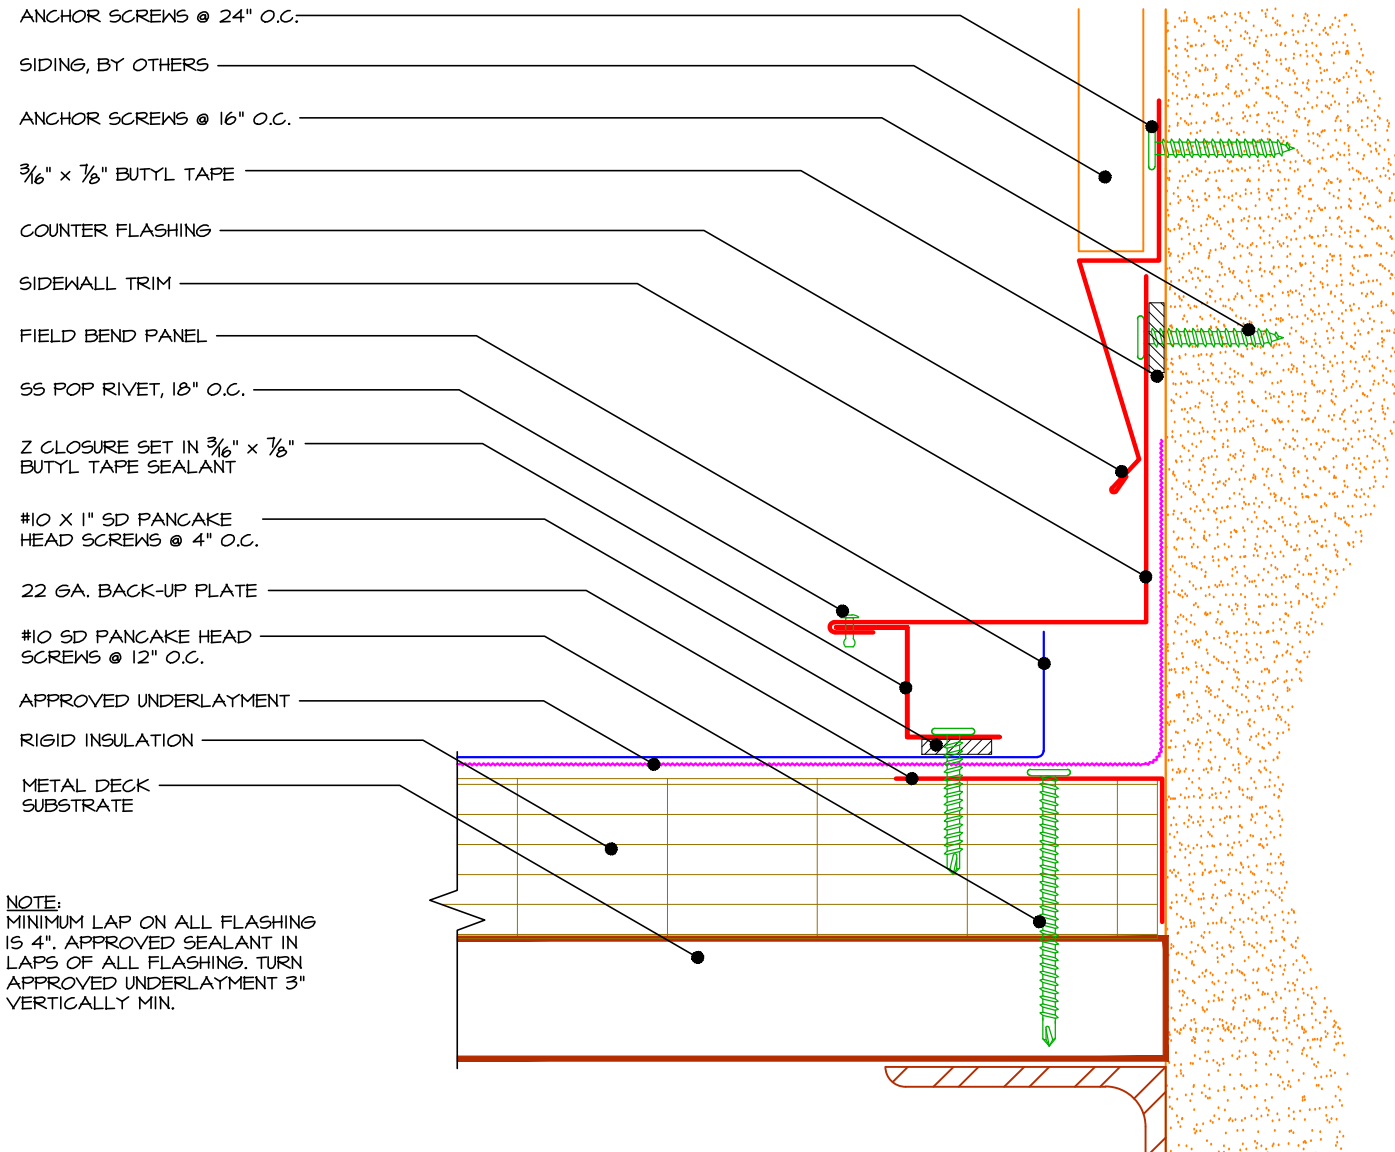 ANCHOR SCREWS @ 24" O.C.
SIDING, BY OTHERS
ANCHOR SCREWS @ 16" O.C.
3/16" x 7/8" BUTYL TAPE
COUNTER FLASHING
SIDEWALL TRIM
FIELD BEND PANEL
SS POP RIVET, 18" O.C.
Z CLOSURE SET IN 3/16" x 7/8"
BUTYL TAPE SEALANT
#10 X 1" SD PANCAKE
HEAD SCREWS @ 4" O.C.
22 GA. BACK-UP PLATE
#10 SD PANCAKE HEAD
SCREWS @ 12" O.C.
APPROVED UNDERLAYMENT
RIGID INSULATION
METAL DECK
SUBSTRATE
NOTE:
MINIMUM LAP ON ALL FLASHING
IS 4". APPROVED SEALANT IN
LAPS OF ALL FLASHING. TURN
APPROVED UNDERLAYMENT 3"
VERTICALLY MIN.